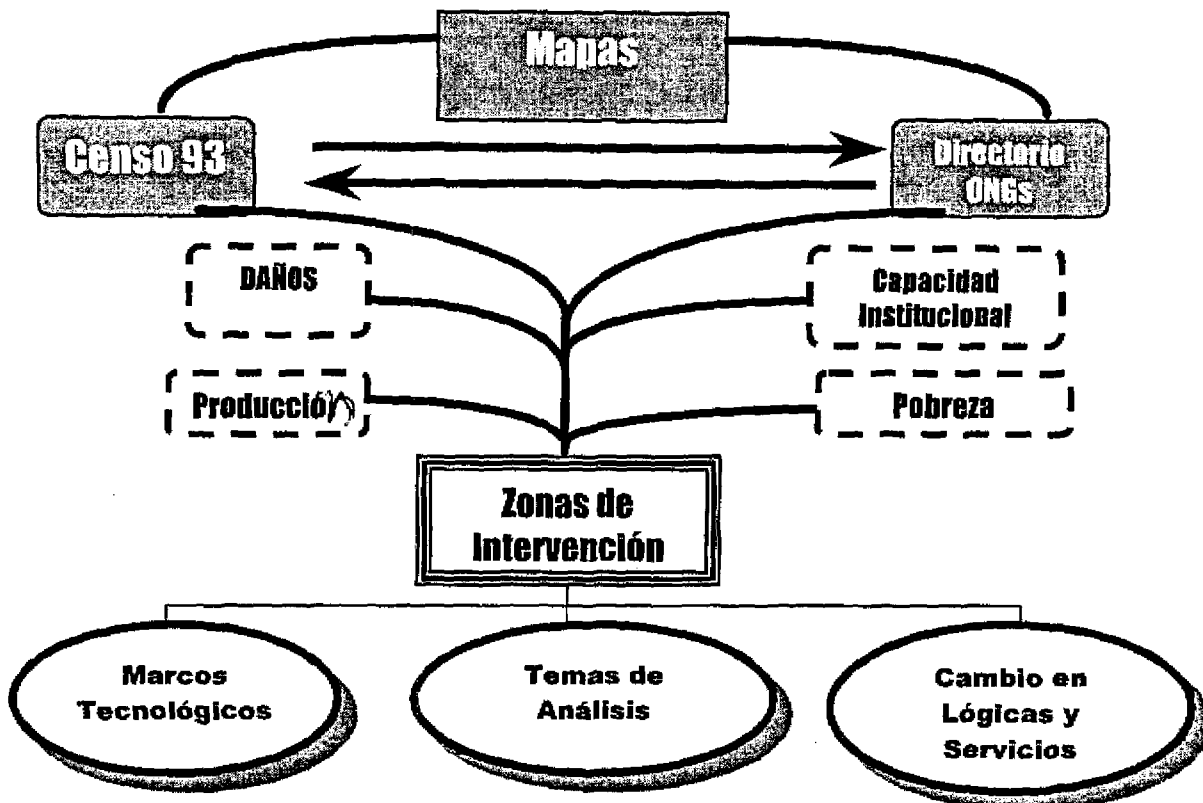 Mapas
Censo 93
Directorio
ONGs
DAÑOS
Capacidad
Institucional
Producción
Pobreza
Zonas de
Intervención
Marcos
Tecnológicos
Temas de
Análisis
Cambio en
Lógicas y
Servicios